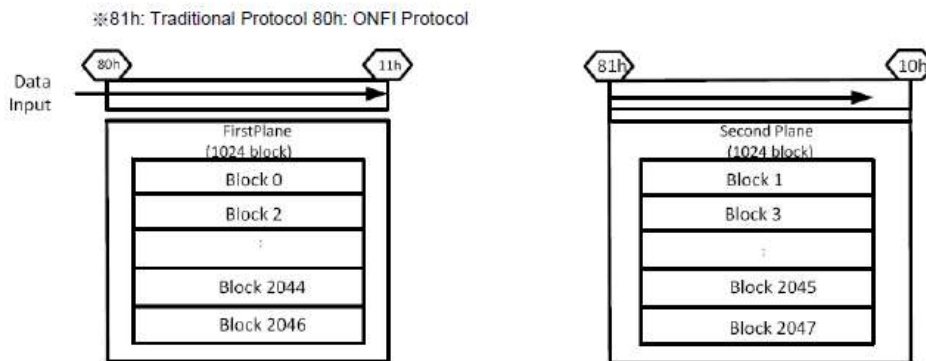 ※81h: Traditional Protocol 80h: ONFI Protocol
80h
11h
Data
Input
FirstPlane
(1024 block)
Block 0
Block 2
:
Block 2044
Block 2046
81h
10h
Second Plane
(1024 block)
Block 1
Block 3
:
Block 2045
Block 2047